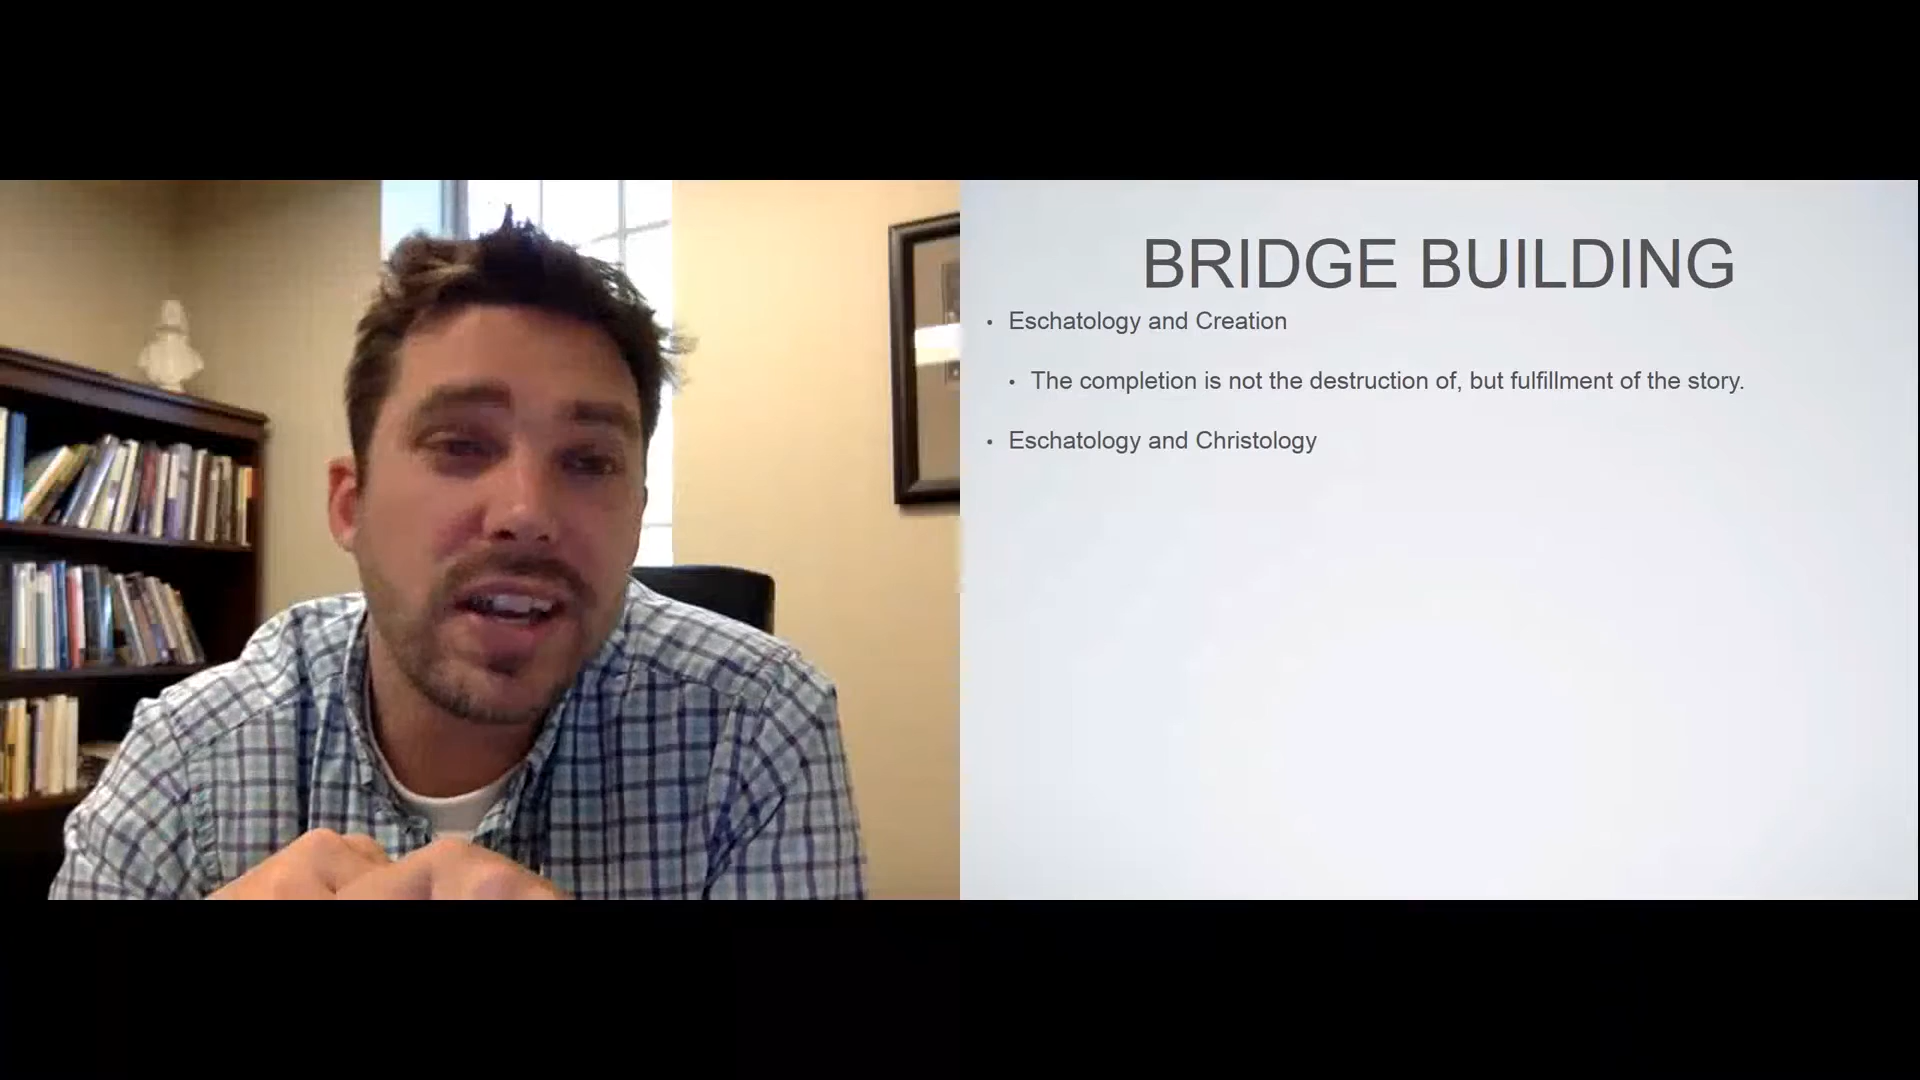 BRIDGE BUILDING
• Eschatology and Creation
• The completion is not the destruction of, but fulfillment of the story.
• Eschatology and Christology